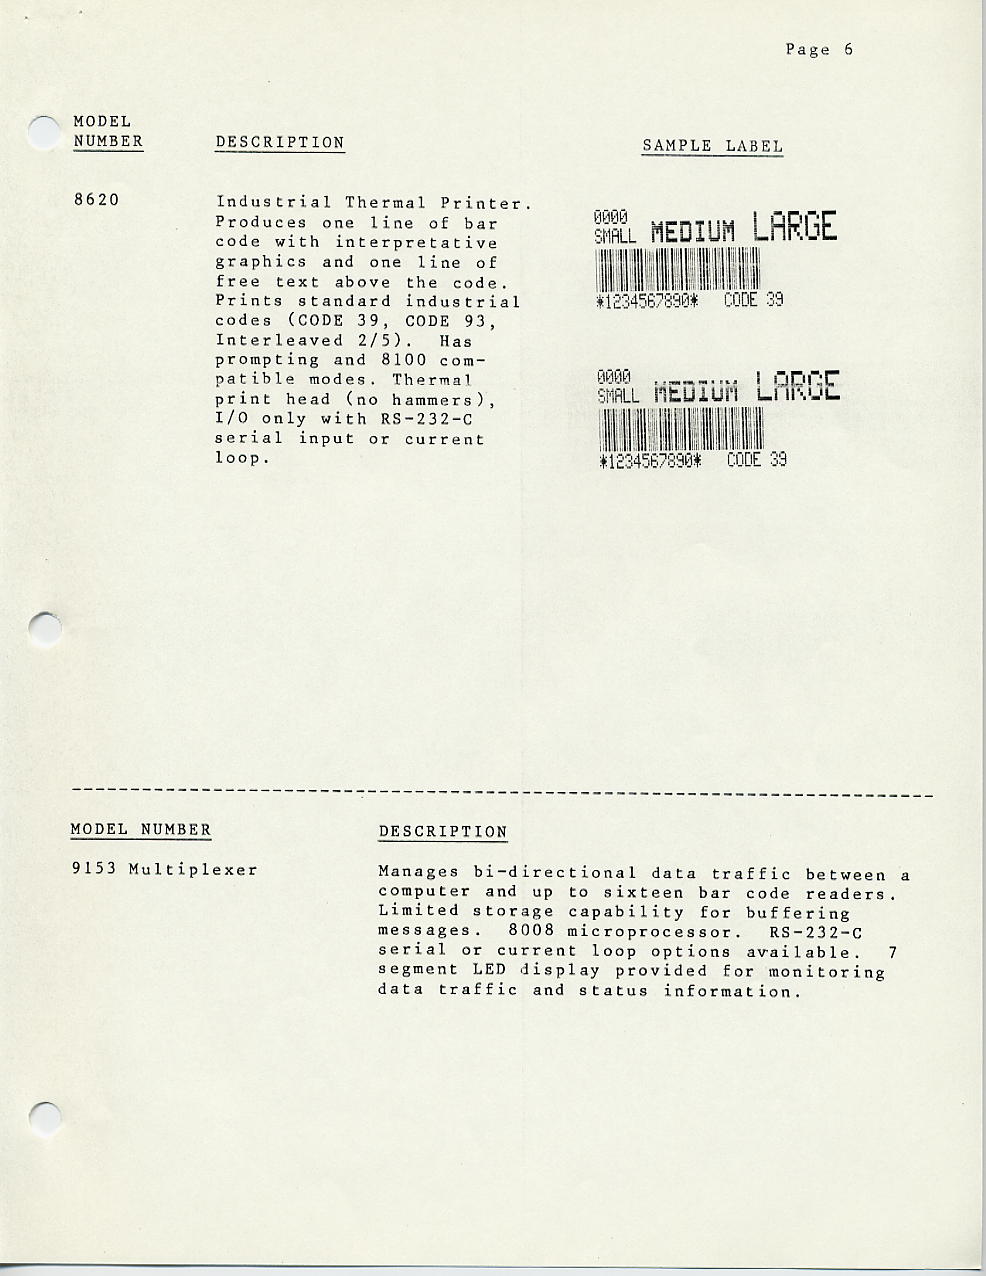 Page 6
MODEL
NUMBER
DESCRIPTION
SAMPLE LABEL
8620
Industrial Thermal Printer.
Produces one line of bar
code with interpretative
graphics and one line of
free text above the code.
Prints standard industrial
codes (CODE 39, CODE 93,
Interleaved 2/5).  Has
prompting and 8100 com-
patible modes. Thermal
print head (no hammers),
I/O only with RS-232-C
serial input or current
loop.
0000
SMALL MEDIUM LARGE
*1234567890* CODE 39
0000
SMALL MEDIUM LARGE
*1234567890* CODE 39
MODEL NUMBER
DESCRIPTION
9153 Multiplexer
Manages bi-directional data traffic between a
computer and up to sixteen bar code readers.
Limited storage capability for buffering
messages.  8008 microprocessor.  RS-232-C
serial or current loop options available.  7
segment LED display provided for monitoring
data traffic and status information.